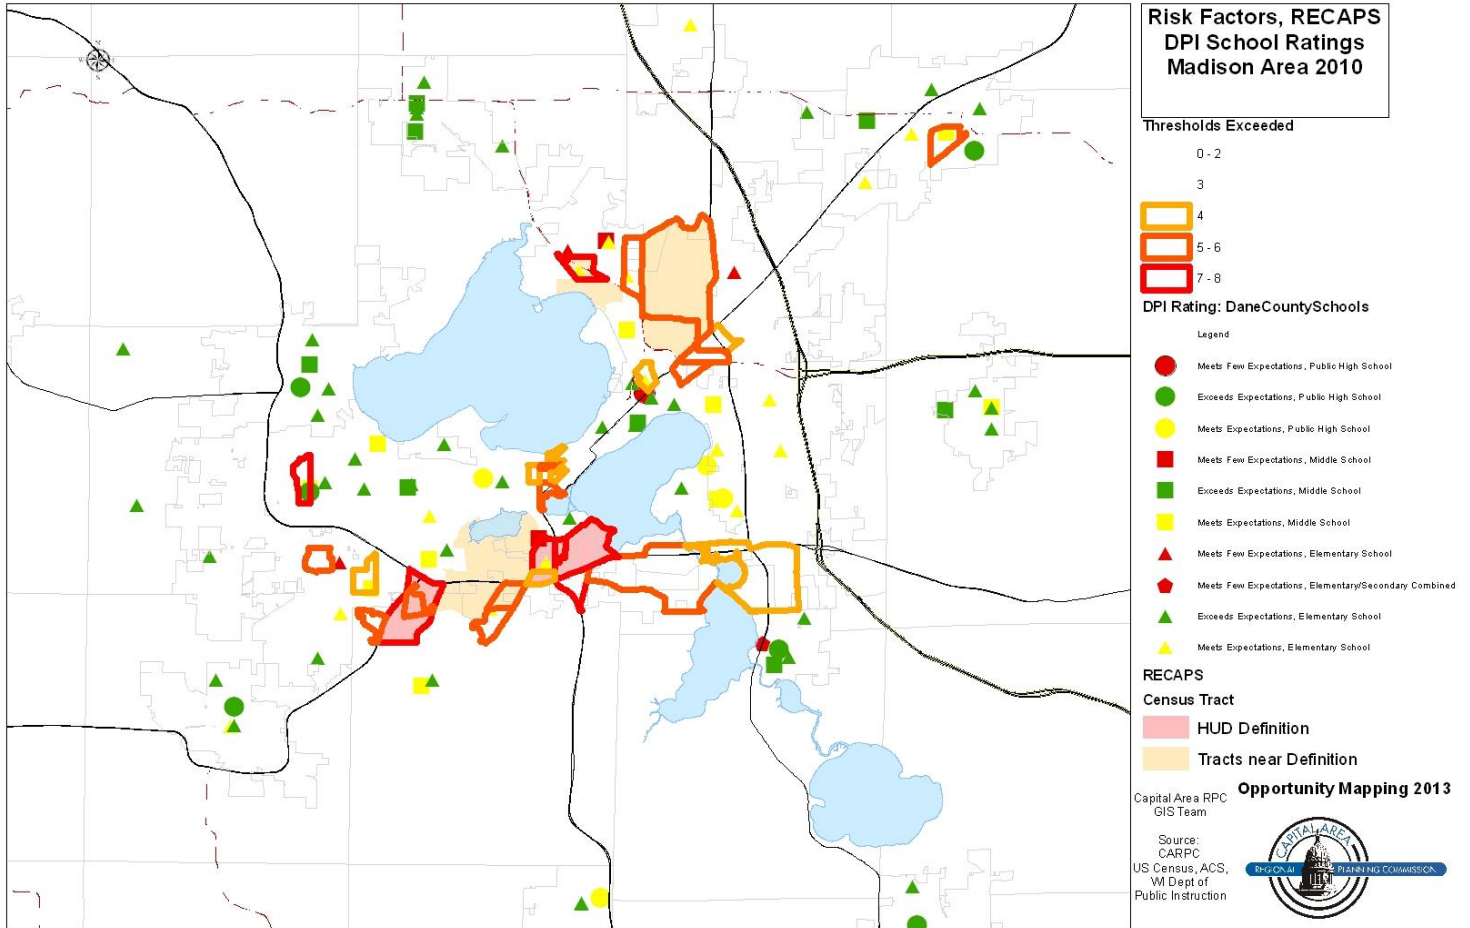 Risk Factors, RECAPS
DPI School Ratings
Madison Area 2010
Thresholds Exceeded
0 - 2
3
4
5 - 6
7 - 8
DPI Rating: DaneCountySchools
Legend
Meets Few Expectations, Public High School
Exceeds Expectations, Public High School
Meets Expectations, Public High School
Meets Few Expectations, Middle School
Exceeds Expectations, Middle School
Meets Expectations, Middle School
Meets Few Expectations, Elementary School
Meets Few Expectations, Elementary/Secondary Combined
Exceeds Expectations, Elementary School
Meets Expectations, Elementary School
RECAPS
Census Tract
HUD Definition
Tracts near Definition
Opportunity Mapping 2013
Capital Area RPC
GIS Team
Source:
CARPC
US Census, ACS,
WI Dept of
Public Instruction
CAPITAL AREA
REGIONAL PLANNING COMMISSION
N
W E
S